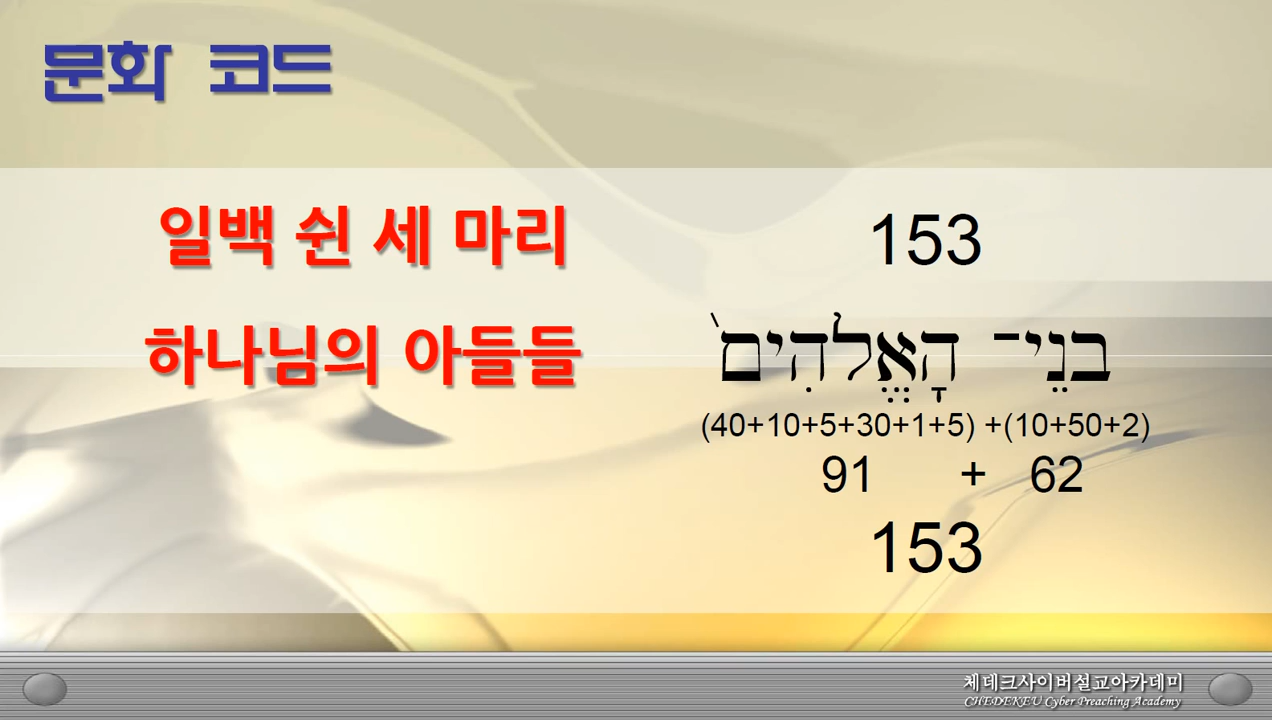 문화 코드
일백 쉰 세 마리 153
하나님의 아들들 בְּנֵי־ הָאֱלֹהִים֙
(40+10+5+30+1+5) +(10+50+2)
91 + 62
153
체데크사이버설교아카데미
CHEDEKEU Cyber Preaching Academy